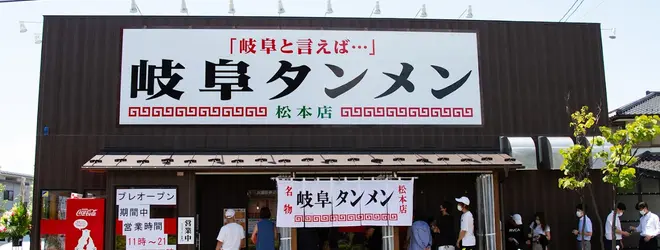 「岐阜と言えば…」
岐阜タンメン
松本店
名物
岐阜タンメン
松本店
プレオープン
期間中
営業時間
11時～21
営業中
Coca-Cola